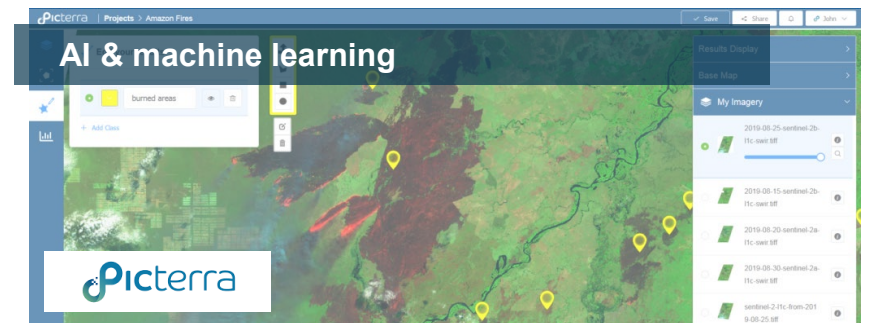 Picterra
Projects > Amazon Fires
Save
Share
John
AI & machine learning
Results Display
Base Map
burned areas
+ Add Class
My Imagery
2019-08-25-sentinel-2b-
l1c-swir.tiff
2019-08-15-sentinel-2b-
l1c-swir.tiff
2019-08-20-sentinel-2a-
l1c-swir.tiff
2019-08-30-sentinel-2a-
l1c-swir.tiff
sentinel-2-l1c-from-201
9-08-25.tiff
Picterra